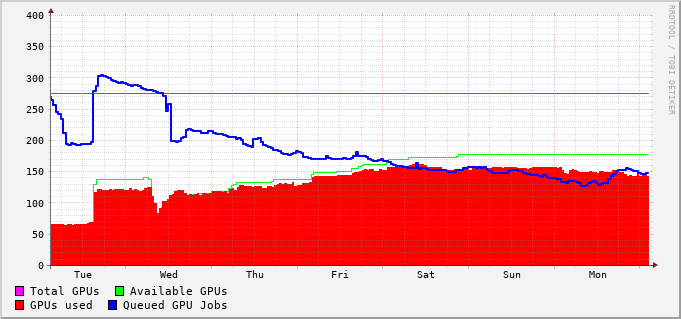 400
350
300
250
200
150
100
50
0
Tue Wed Thu Fri Sat Sun Mon
Total GPUs Available GPUs
GPUs used Queued GPU Jobs
RRDTOOL / TOBI OETIKER